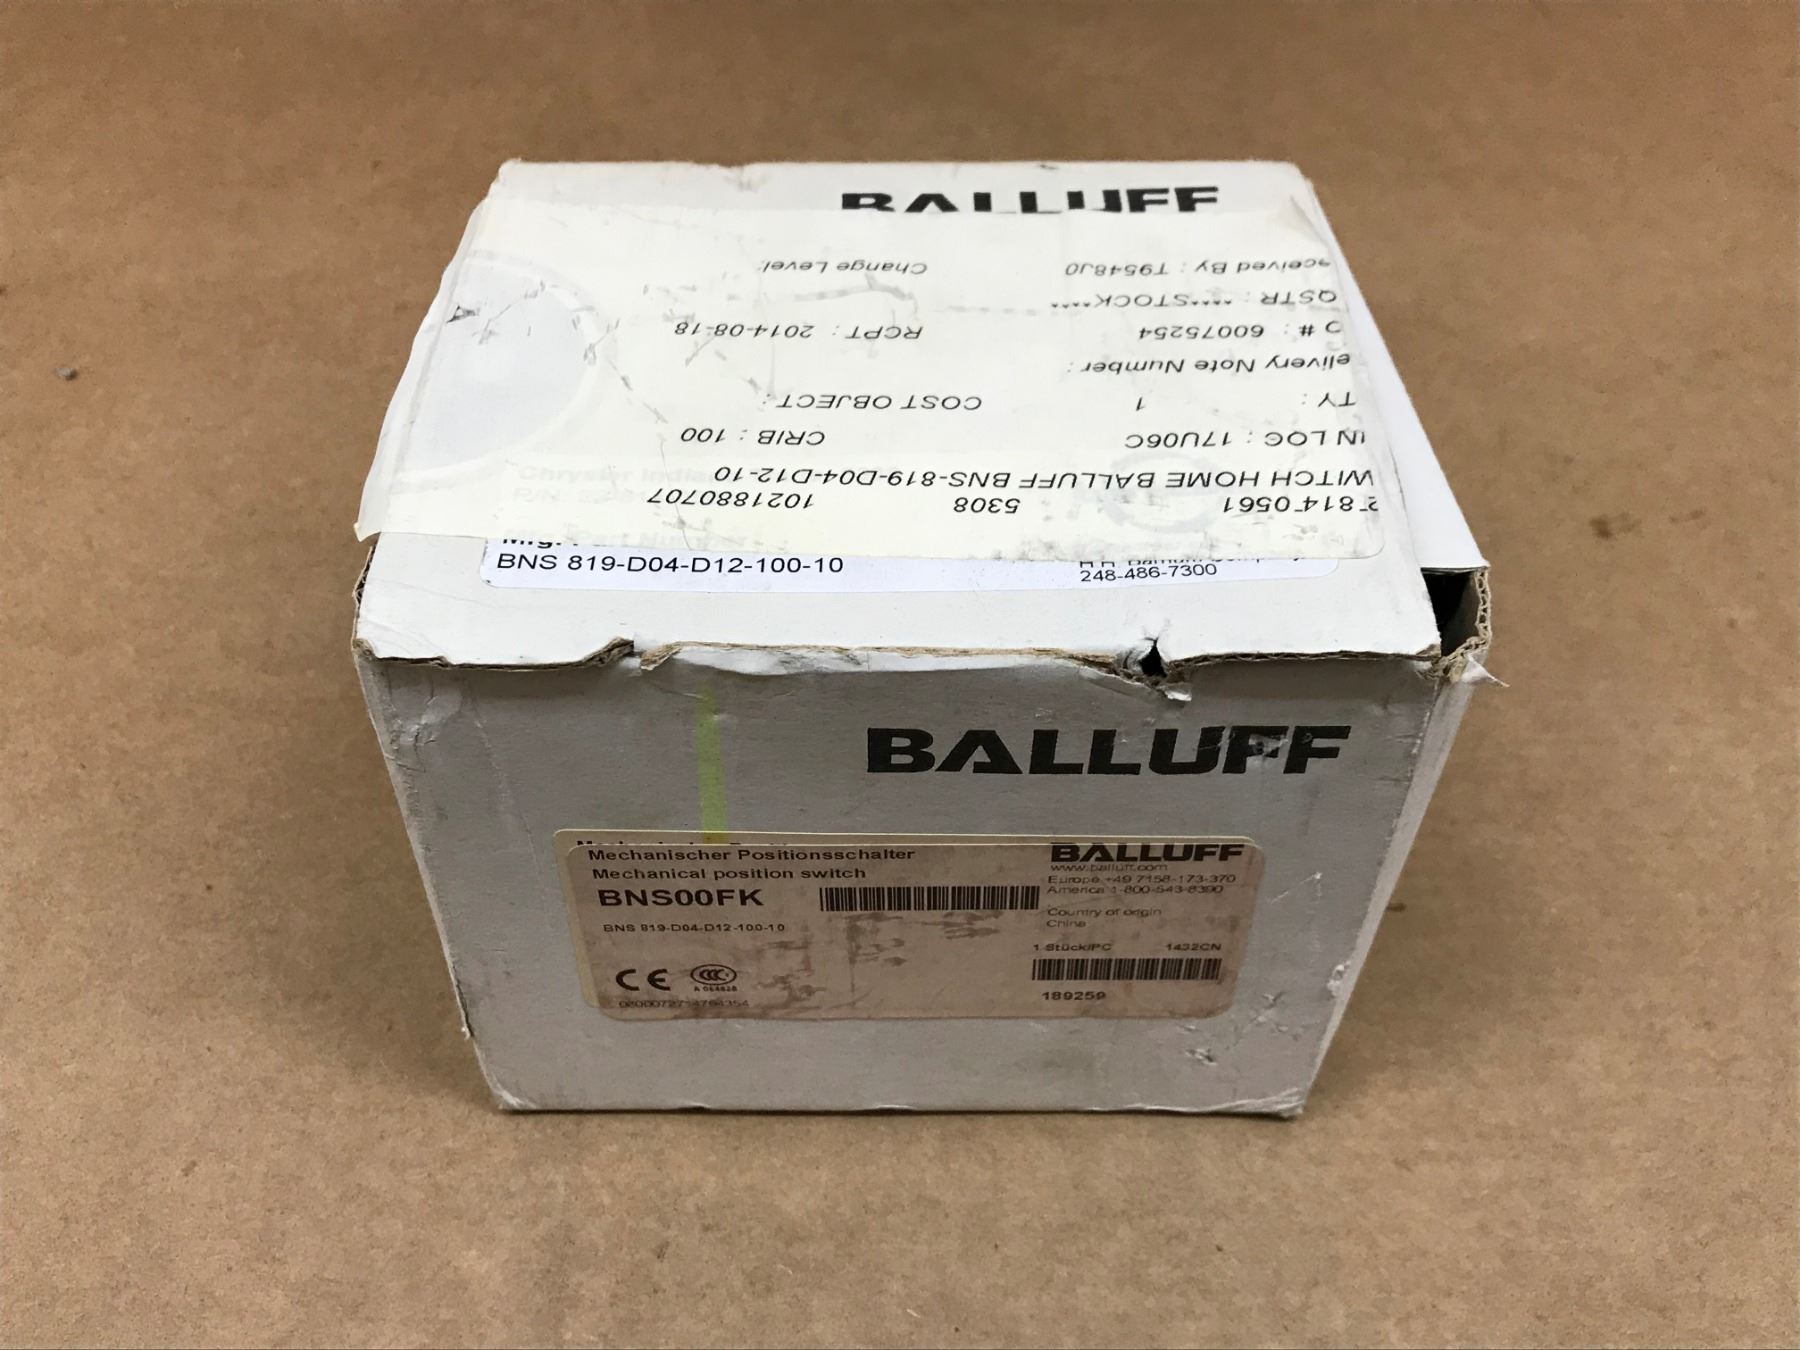 BALLUFF
2-814-0561 5308 1021880707
WITCH HOME BALLUFF BNS-819-D04-D12-10
IN LOC : 17U06C CRIB : 100
TY : 1 COST OBJECT :
elivery Note Number :
O # : 60075254 RCPT : 2014-08-18
QSTR : ****STOCK****
eceived By : T9548J0 Change Level:
BNS 819-D04-D12-100-10
248-486-7300
BALLUFF
Mechanischer Positionsschalter
Mechanical position switch
BNS00FK
BNS 819-D04-D12-100-10
CE CCC
A 064828
BALLUFF
www.balluff.com
Europe +49 7158-173-370
America 1-800-543-8390
Country of origin
China
1 Stück/PC 1432CN
189259